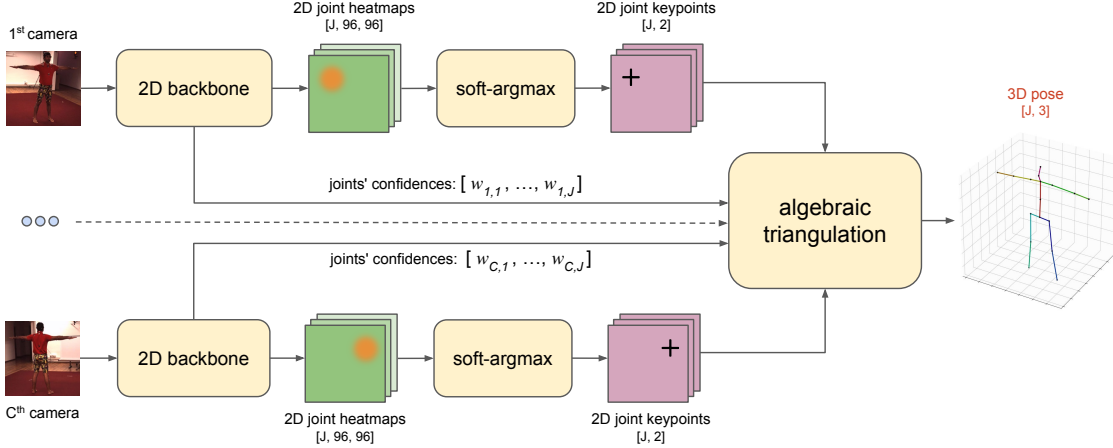 2D joint heatmaps
[J, 96, 96]
2D joint keypoints
[J, 2]
1st camera
2D backbone
soft-argmax
3D pose
[J, 3]
joints' confidences: [ w1,1 , ..., w1,J ]
algebraic
triangulation
joints' confidences: [ wC,1 , ..., wC,J ]
2D backbone
soft-argmax
Cth camera
2D joint heatmaps
[J, 96, 96]
2D joint keypoints
[J, 2]